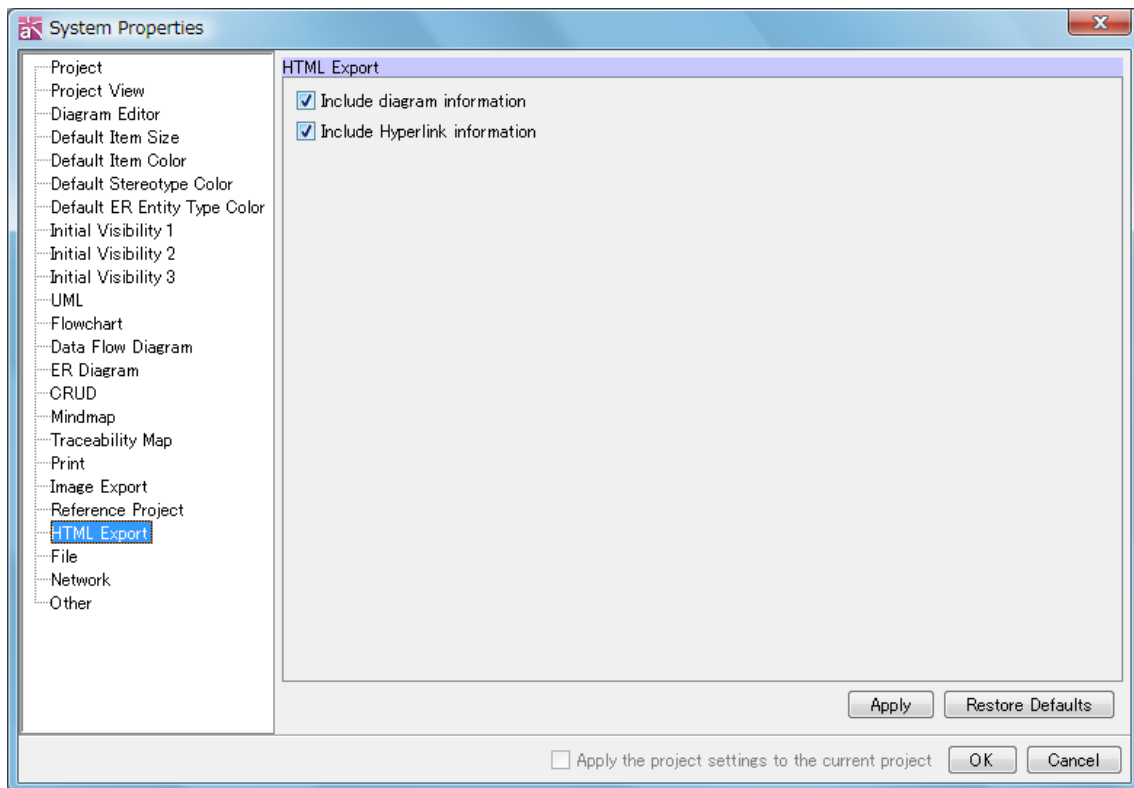 System Properties
Project
Project View
Diagram Editor
Default Item Size
Default Item Color
Default Stereotype Color
Default ER Entity Type Color
Initial Visibility 1
Initial Visibility 2
Initial Visibility 3
UML
Flowchart
Data Flow Diagram
ER Diagram
CRUD
Mindmap
Traceability Map
Print
Image Export
Reference Project
HTML Export
File
Network
Other
HTML Export
Include diagram information
Include Hyperlink information
Apply Restore Defaults
Apply the project settings to the current project OK Cancel